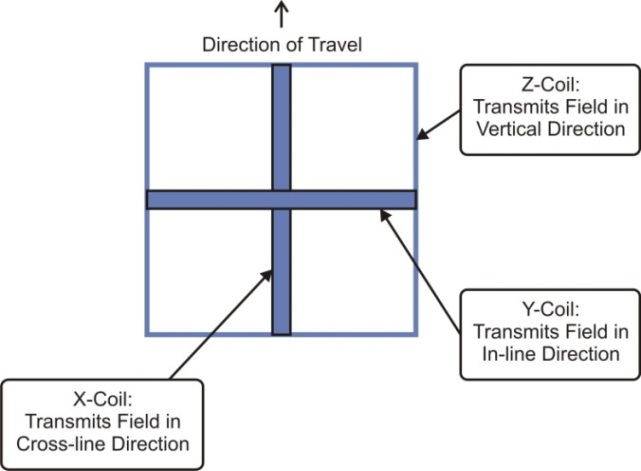 Direction of Travel
Z-Coil:
Transmits Field in
Vertical Direction
Y-Coil:
Transmits Field in
In-line Direction
X-Coil:
Transmits Field in
Cross-line Direction